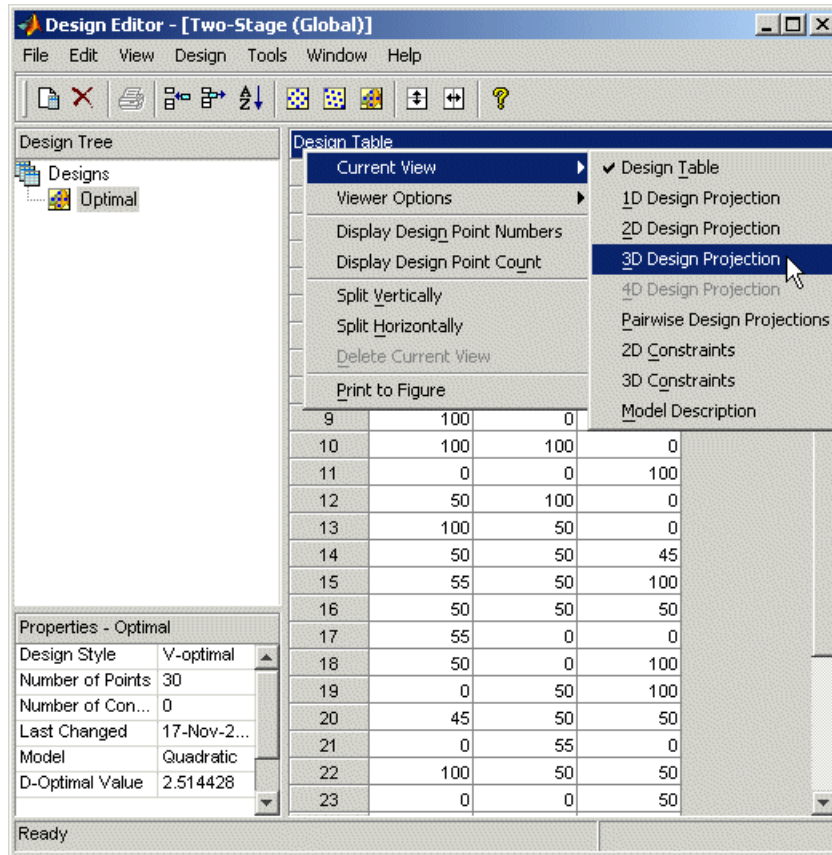 Design Editor - [Two-Stage (Global)]
File Edit View Design Tools Window Help
Design Tree
Designs
Optimal
Design Table
Current View
Viewer Options
Display Design Point Numbers
Display Design Point Count
Split Vertically
Split Horizontally
Delete Current View
Print to Figure
Design Table
1D Design Projection
2D Design Projection
3D Design Projection
4D Design Projection
Pairwise Design Projections
2D Constraints
3D Constraints
Model Description
9 100 0
10 100 100 0
11 0 0 100
12 50 100 0
13 100 50 0
14 50 50 45
15 55 50 100
16 50 50 50
17 55 0 0
18 50 0 100
19 0 50 100
20 45 50 50
21 0 55 0
22 100 50 50
23 0 0 50
Properties - Optimal
Design Style V-optimal
Number of Points 30
Number of Con... 0
Last Changed 17-Nov-2...
Model Quadratic
D-Optimal Value 2.514428
Ready